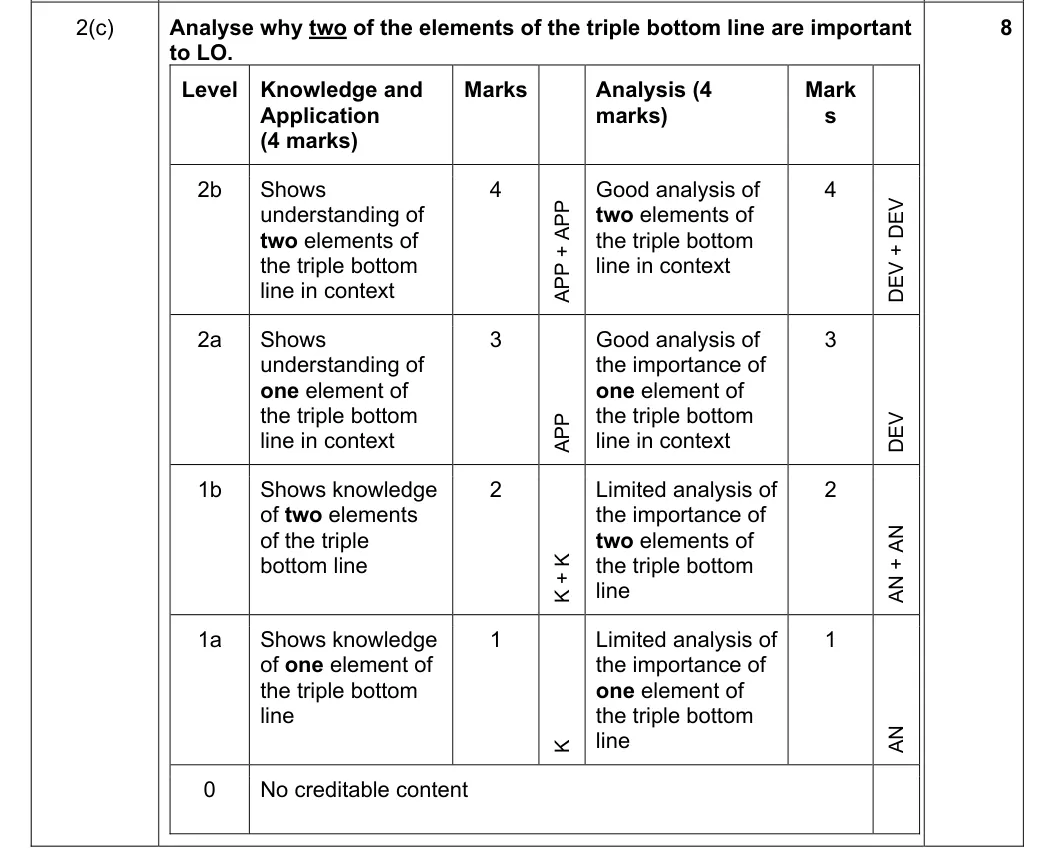 2(c)
Analyse why two of the elements of the triple bottom line are important
to LO.
8
Level
Knowledge and
Application
(4 marks)
Marks
Analysis (4
marks)
Mark
s
2b
Shows
understanding of
two elements of
the triple bottom
line in context
4
APP + APP
Good analysis of
two elements of
the triple bottom
line in context
4
DEV + DEV
2a
Shows
understanding of
one element of
the triple bottom
line in context
3
APP
Good analysis of
the importance of
one element of
the triple bottom
line in context
3
DEV
1b
Shows knowledge
of two elements
of the triple
bottom line
2
K + K
Limited analysis of
the importance of
two elements of
the triple bottom
line
2
AN + AN
1a
Shows knowledge
of one element of
the triple bottom
line
1
K
Limited analysis of
the importance of
one element of
the triple bottom
line
1
AN
0
No creditable content